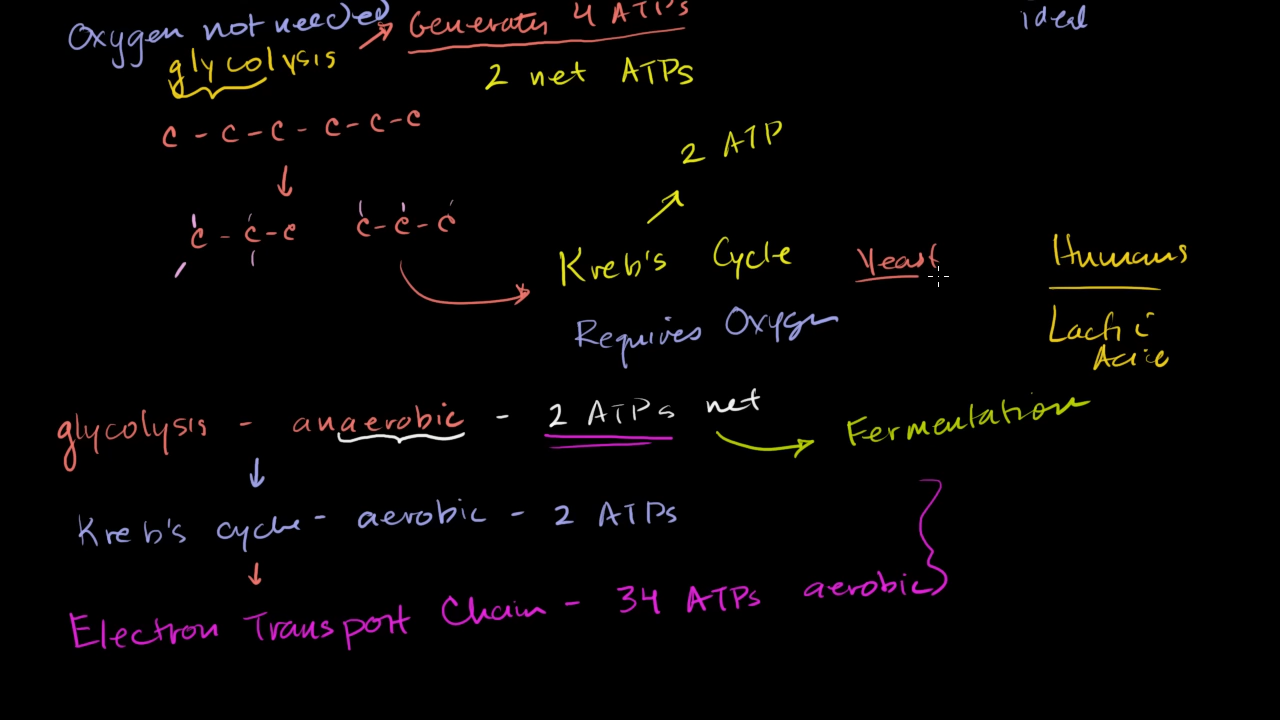 Oxygen not needed
Generates 4 ATPs
ideal
glycolysis
2 net ATPs
C - C - C - C - C - C
2 ATP
C - C - C C - C - C
Kreb's Cycle
Yeast
Humans
Requires Oxygen
Lactic
Acid
glycolysis - anaerobic - 2 ATPs net
Fermentation
Kreb's cycle - aerobic - 2 ATPs
Electron Transport Chain - 34 ATPs aerobic